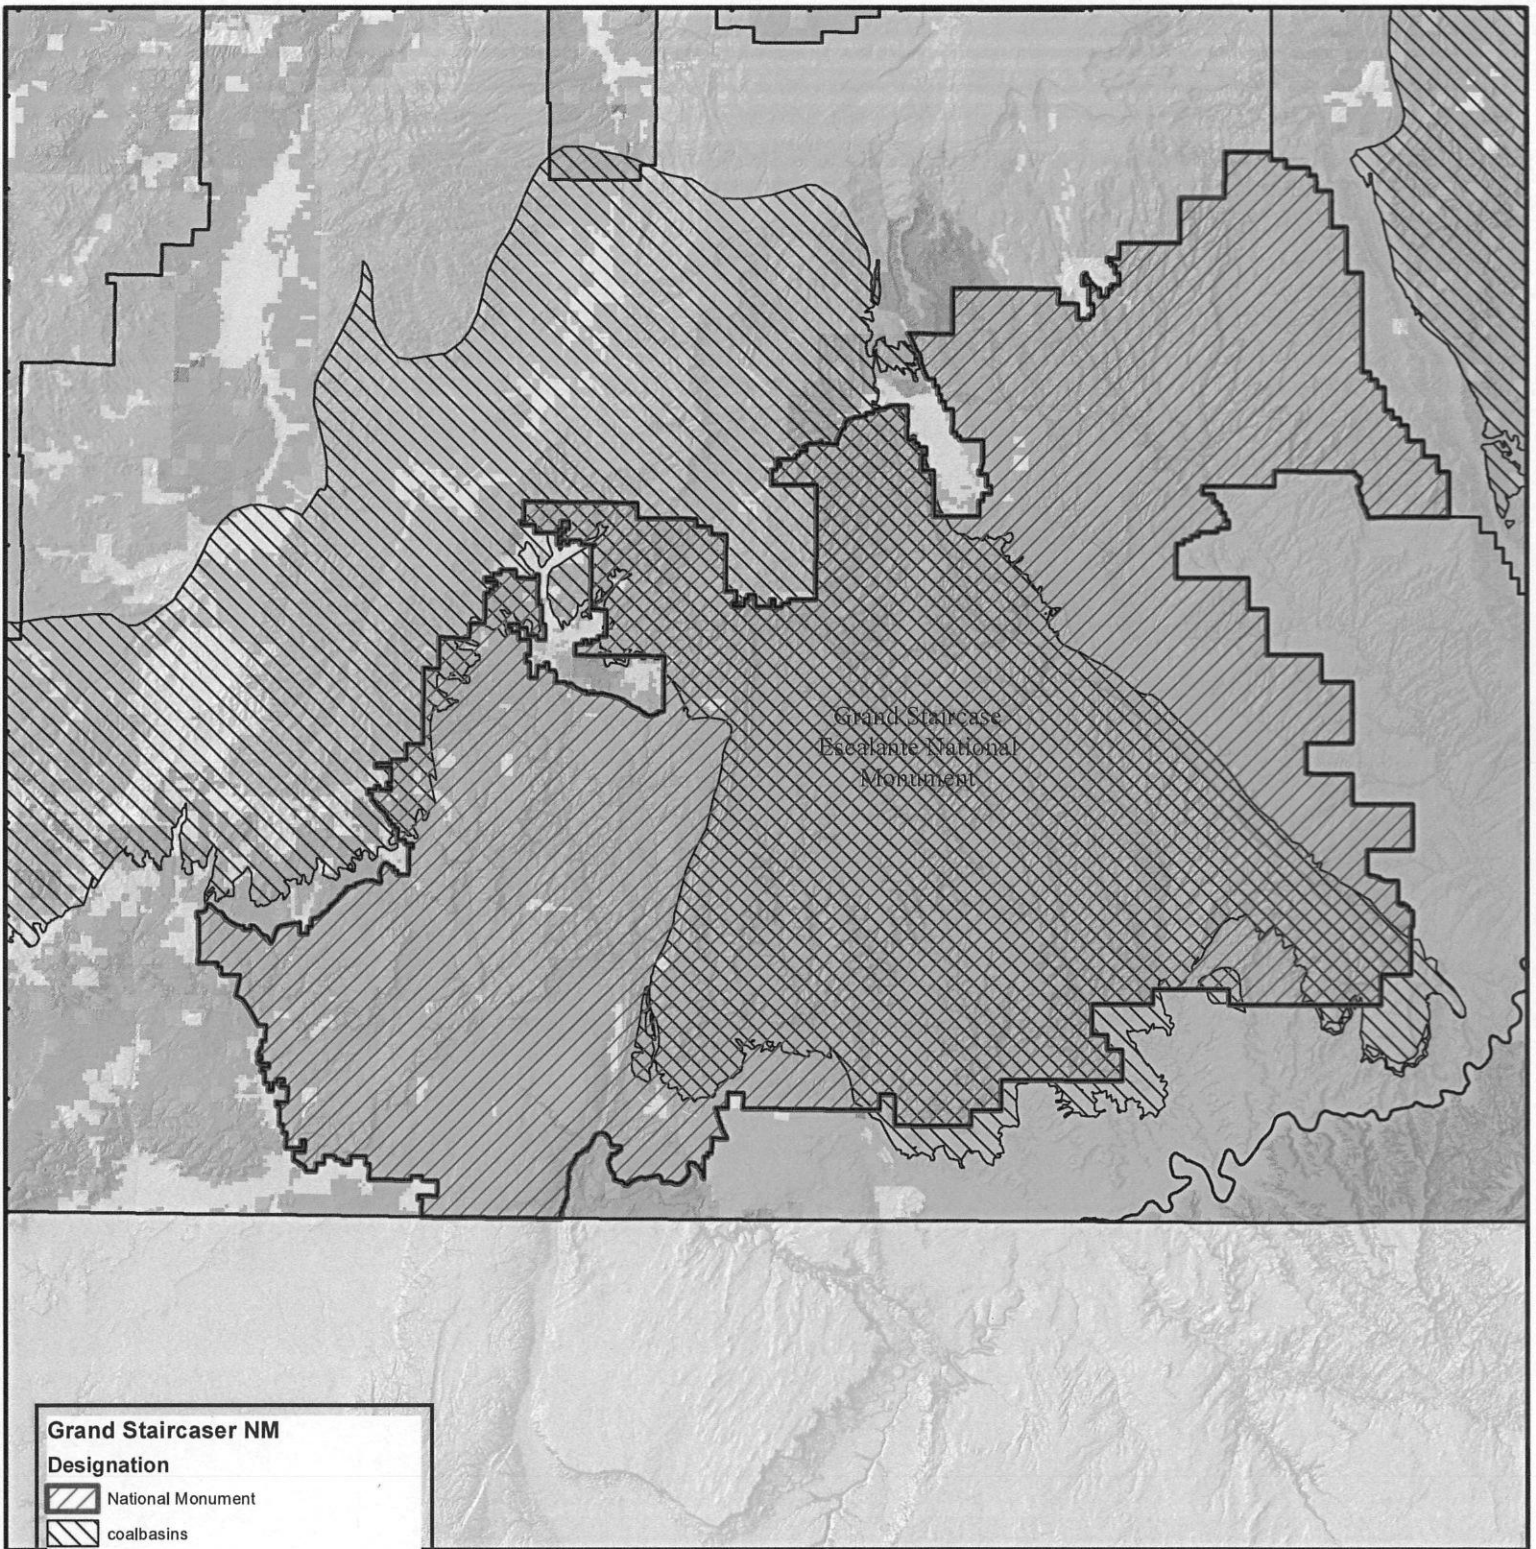 Grand Staircase
Escalante National
Monument
Grand Staircaser NM
Designation
National Monument
coalbasins